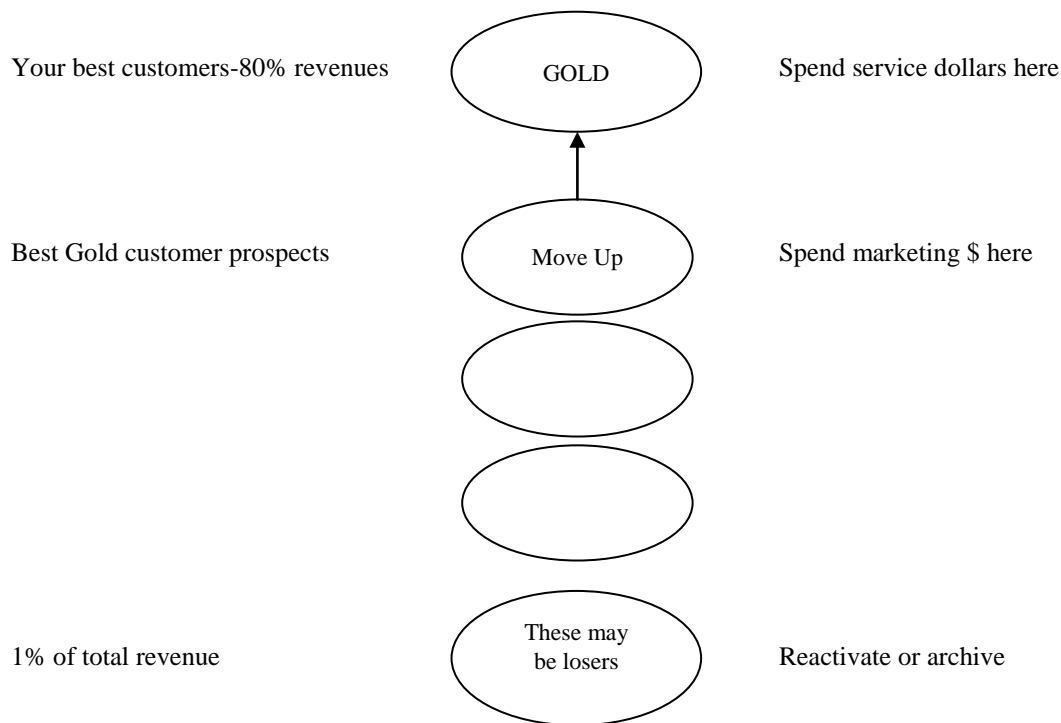 Your best customers-80% revenues
GOLD
Spend service dollars here
Best Gold customer prospects
Move Up
Spend marketing $ here
1% of total revenue
These may
be losers
Reactivate or archive